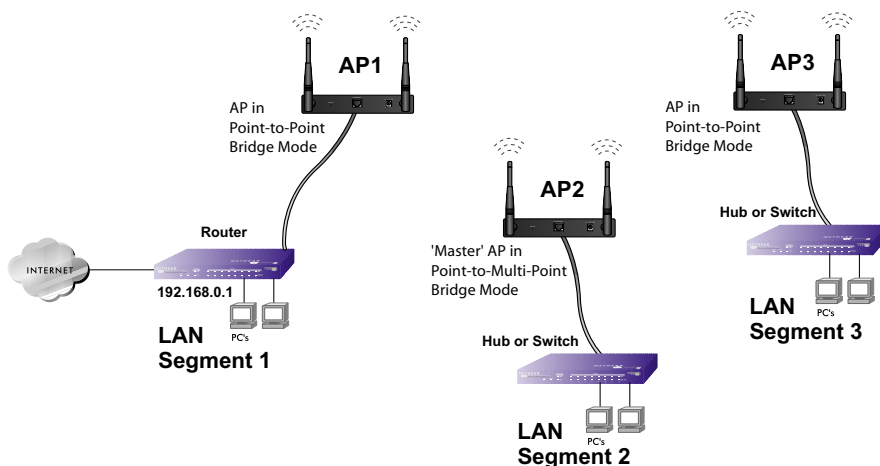 AP1
AP in
Point-to-Point
Bridge Mode
Router
INTERNET
192.168.0.1
PC's
LAN
Segment 1
AP2
'Master' AP in
Point-to-Multi-Point
Bridge Mode
Hub or Switch
PC's
LAN
Segment 2
AP3
AP in
Point-to-Point
Bridge Mode
Hub or Switch
PC's
LAN
Segment 3